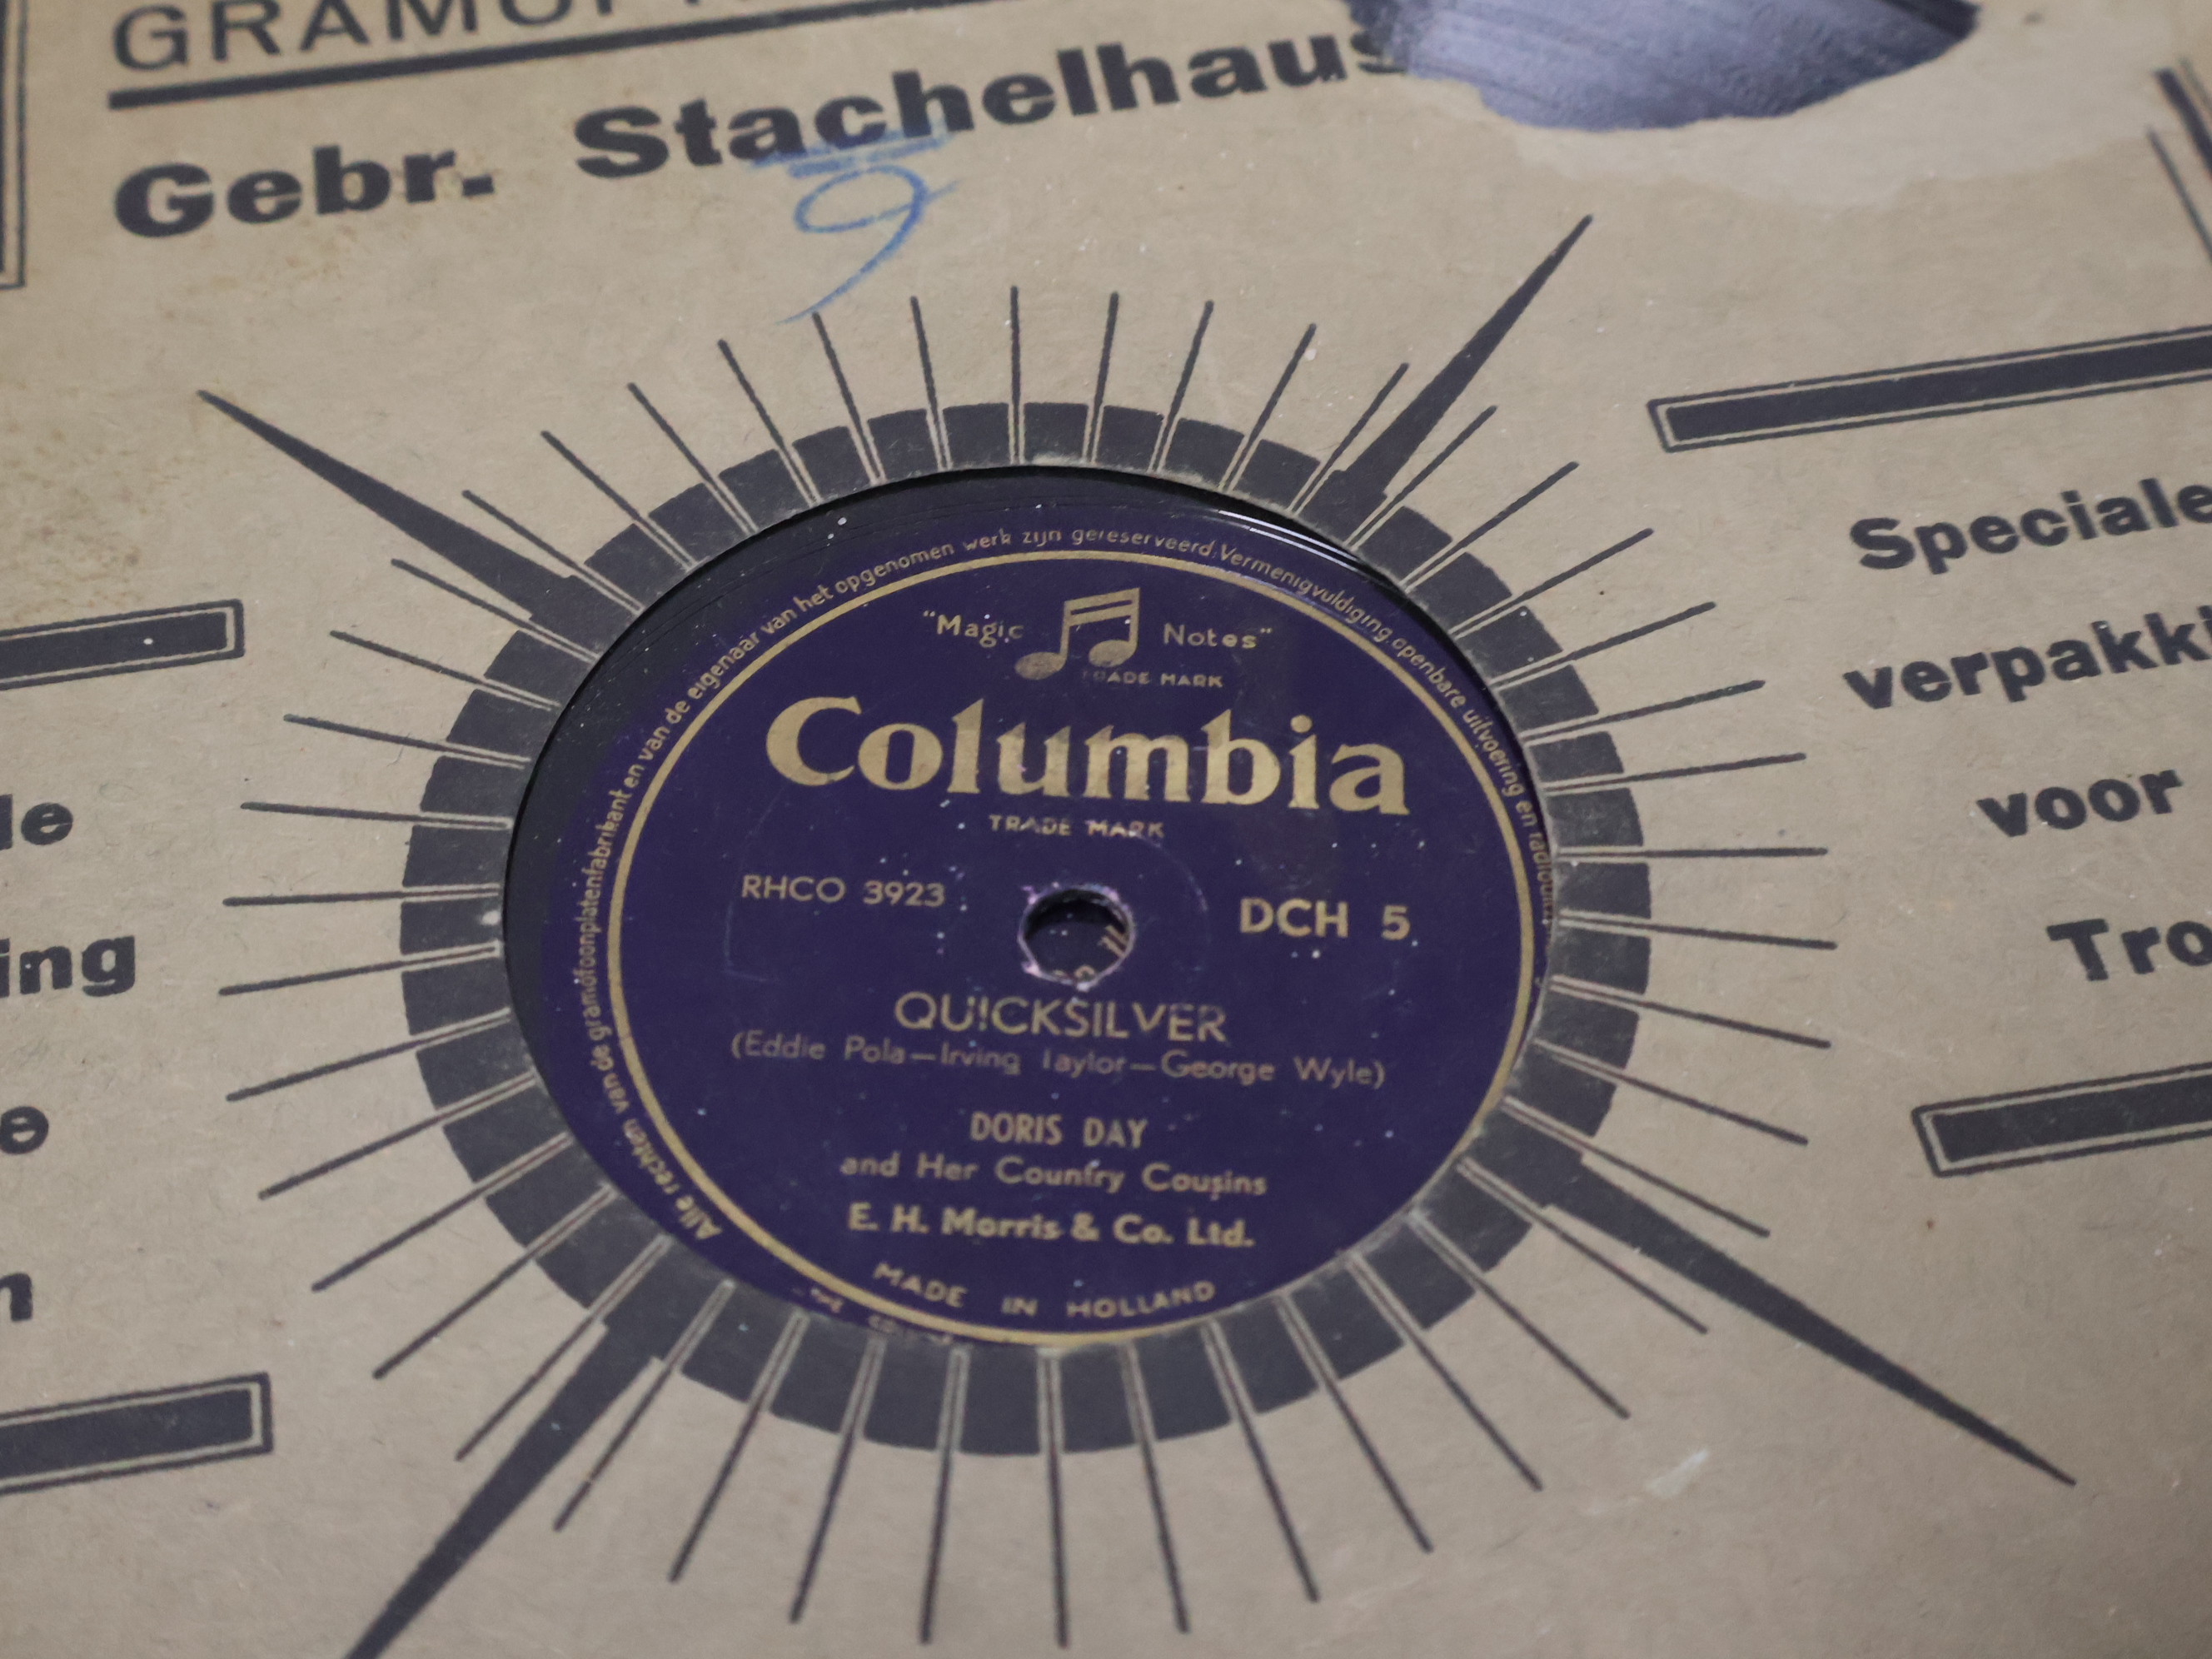 Gebr. Stachelhaus
9
Speciale
verpakki
voor
Tro
le
ing
e
n
Alle rechten van de gramofoonplatenfabrikant en van de eigenaar van het opgenomen werk zijn gereserveerd. Vermenigvuldiging, openbare uitvoering en
"Magic Notes"
TRADE MARK
Columbia
TRADE MARK
RHCO 3923
DCH 5
QUICKSILVER
(Eddie Pola—Irving Taylor—George Wyle)
DORIS DAY
and Her Country Cousins
E. H. Morris & Co. Ltd.
MADE IN HOLLAND